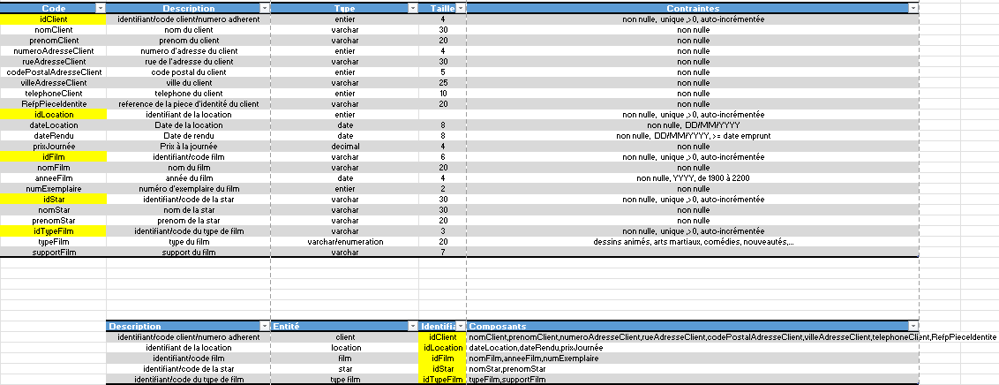 Code Description Type Taille Contraintes
idClient identifiant/code client/numero adherent entier 4 non nulle, unique ,>0, auto-incrémentée
nomClient nom du client varchar 30 non nulle
prenomClient prenom du client varchar 20 non nulle
numeroAdresseClient numero d'adresse du client entier 4 non nulle
rueAdresseClient rue de l'adresse du client varchar 30 non nulle
codePostalAdresseClient code postal du client entier 5 non nulle
villeAdresseClient ville du client varchar 25 non nulle
telephoneClient telephone du client entier 10 non nulle
RefpPieceIdentite reference de la piece d'identité du client varchar 20 non nulle
idLocation identifiant de la location entier non nulle, unique ,>0, auto-incrémentée
dateLocation Date de la location date 8 non nulle, DD/MM/YYYY
dateRendu Date de rendu date 8 non nulle, DD/MM/YYYY, >= date emprunt
prixJournée Prix à la journée decimal 4 non nulle
idFilm identifiant/code film varchar 6 non nulle, unique ,>0, auto-incrémentée
nomFilm nom du film varchar 20 non nulle
anneeFilm année du film date 4 non nulle, YYYY, de 1900 à 2200
numExemplaire numéro d'exemplaire du film entier 2 non nulle
idStar identifiant/code de la star varchar 30 non nulle, unique ,>0, auto-incrémentée
nomStar nom de la star varchar 30 non nulle
prenomStar prenom de la star varchar 20 non nulle
idTypeFilm identifiant/code du type de film varchar 3 non nulle, unique ,>0, auto-incrémentée
typeFilm type du film varchar/enumeration 20 dessins animés, arts martiaux, comédies, nouveautés,...
supportFilm support du film varchar 7
Description Entité Identifia Composants
identifiant/code client/numero adherent client idClient nomClient,prenomClient,numeroAdresseClient,rueAdresseClient,codePostalAdresseClient,villeAdresseClient,telephoneClient,RefpPieceIdentite
identifiant de la location location idLocation dateLocation,dateRendu,prixJournée
identifiant/code film film idFilm nomFilm,anneeFilm,numExemplaire
identifiant/code de la star star idStar nomStar,prenomStar
identifiant/code du type de film type film idTypeFilm typeFilm,supportFilm